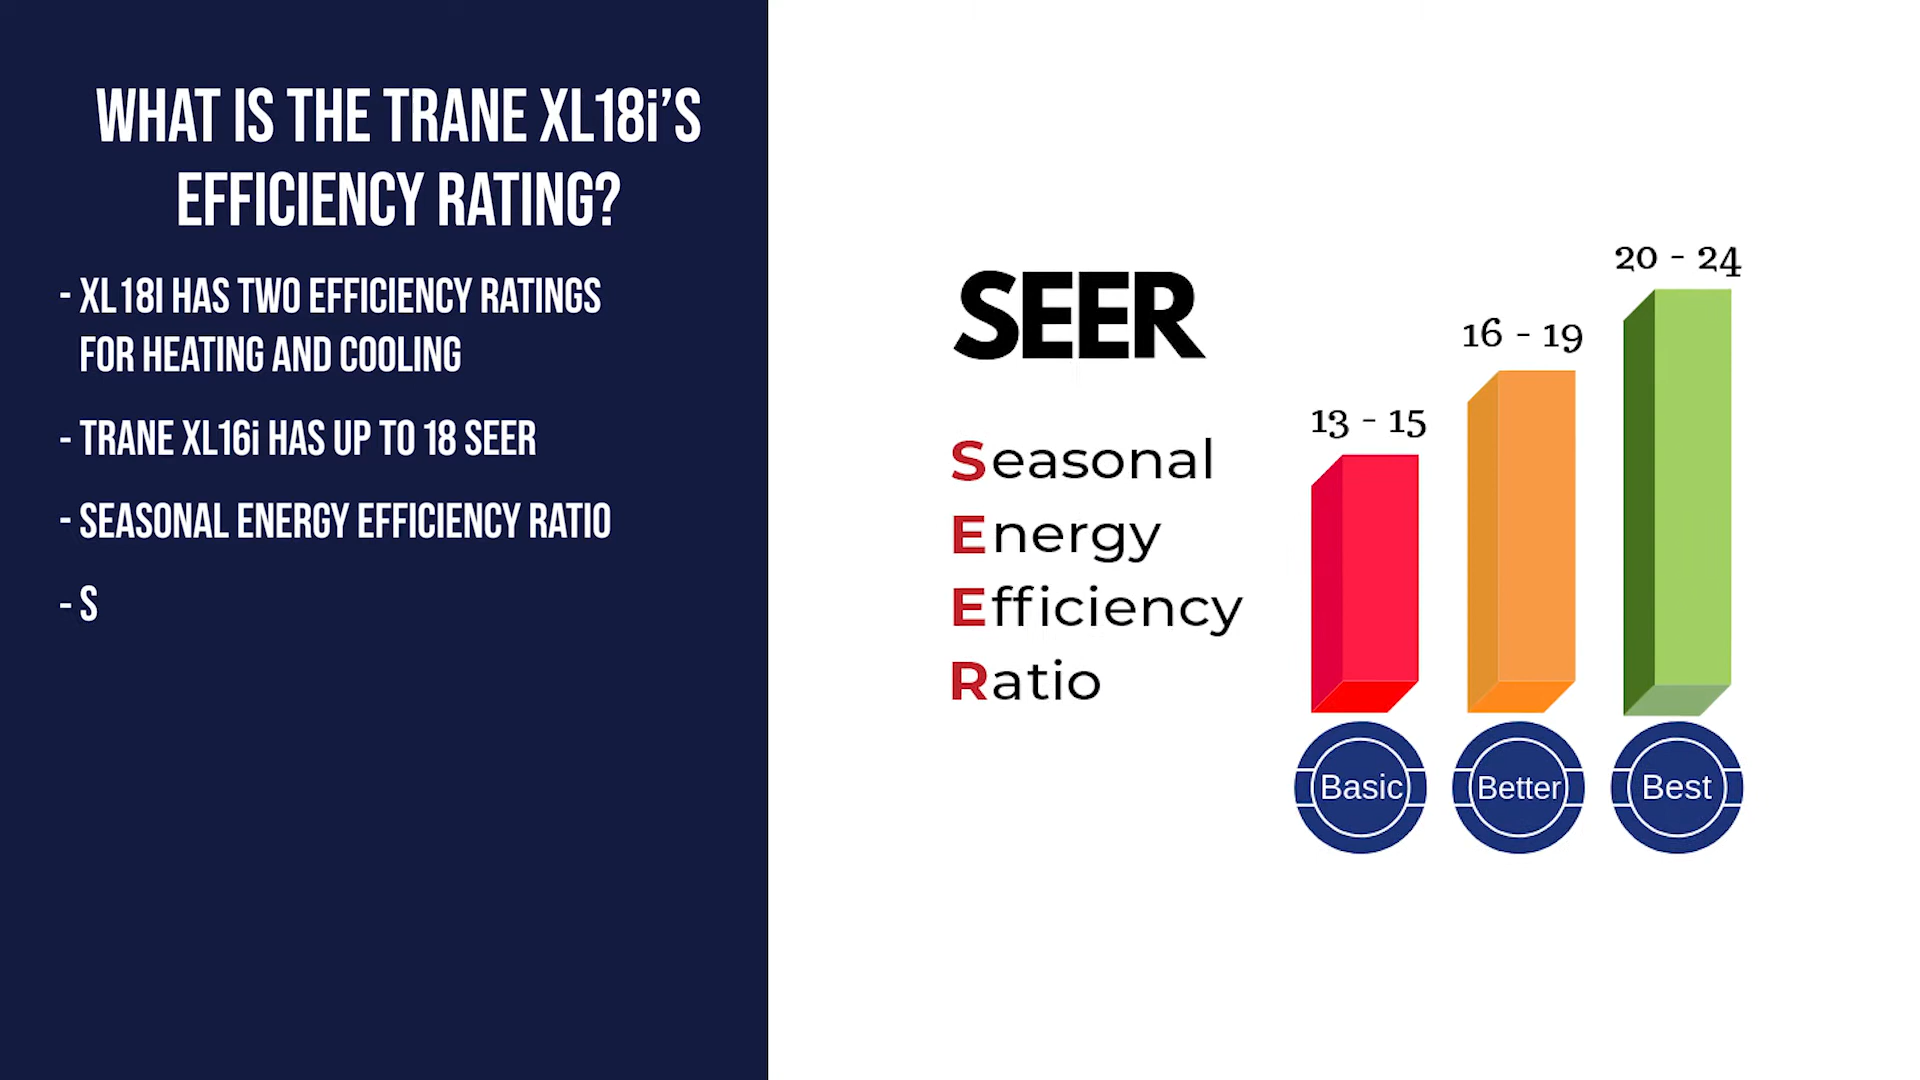 WHAT IS THE TRANE XL18i’S
EFFICIENCY RATING?
- XL18I HAS TWO EFFICIENCY RATINGS
FOR HEATING AND COOLING
- TRANE XL16i HAS UP TO 18 SEER
- SEASONAL ENERGY EFFICIENCY RATIO
- S
SEER
Seasonal
Energy
Efficiency
Ratio
13 - 15
16 - 19
20 - 24
Basic
Better
Best